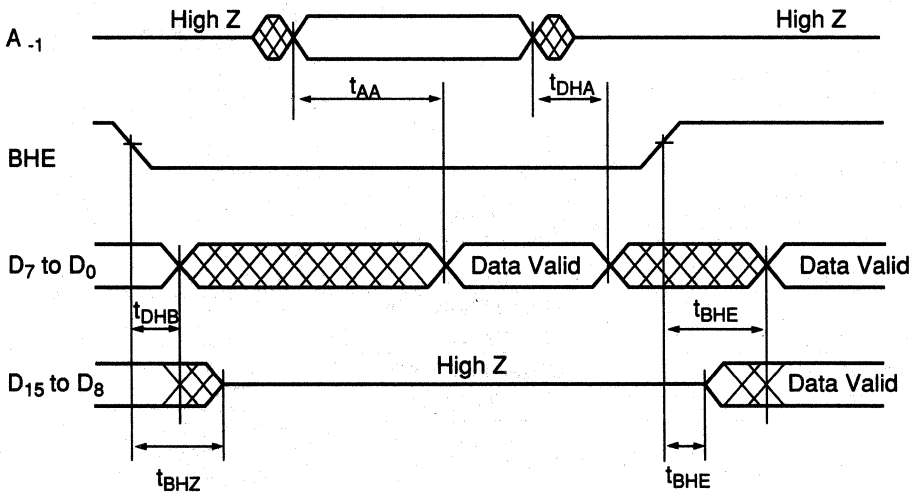 High Z High Z
A -1
tAA tDHA
BHE
D7 to D0 Data Valid Data Valid
tDHB tBHE
High Z
D15 to D8 Data Valid
tBHZ tBHE